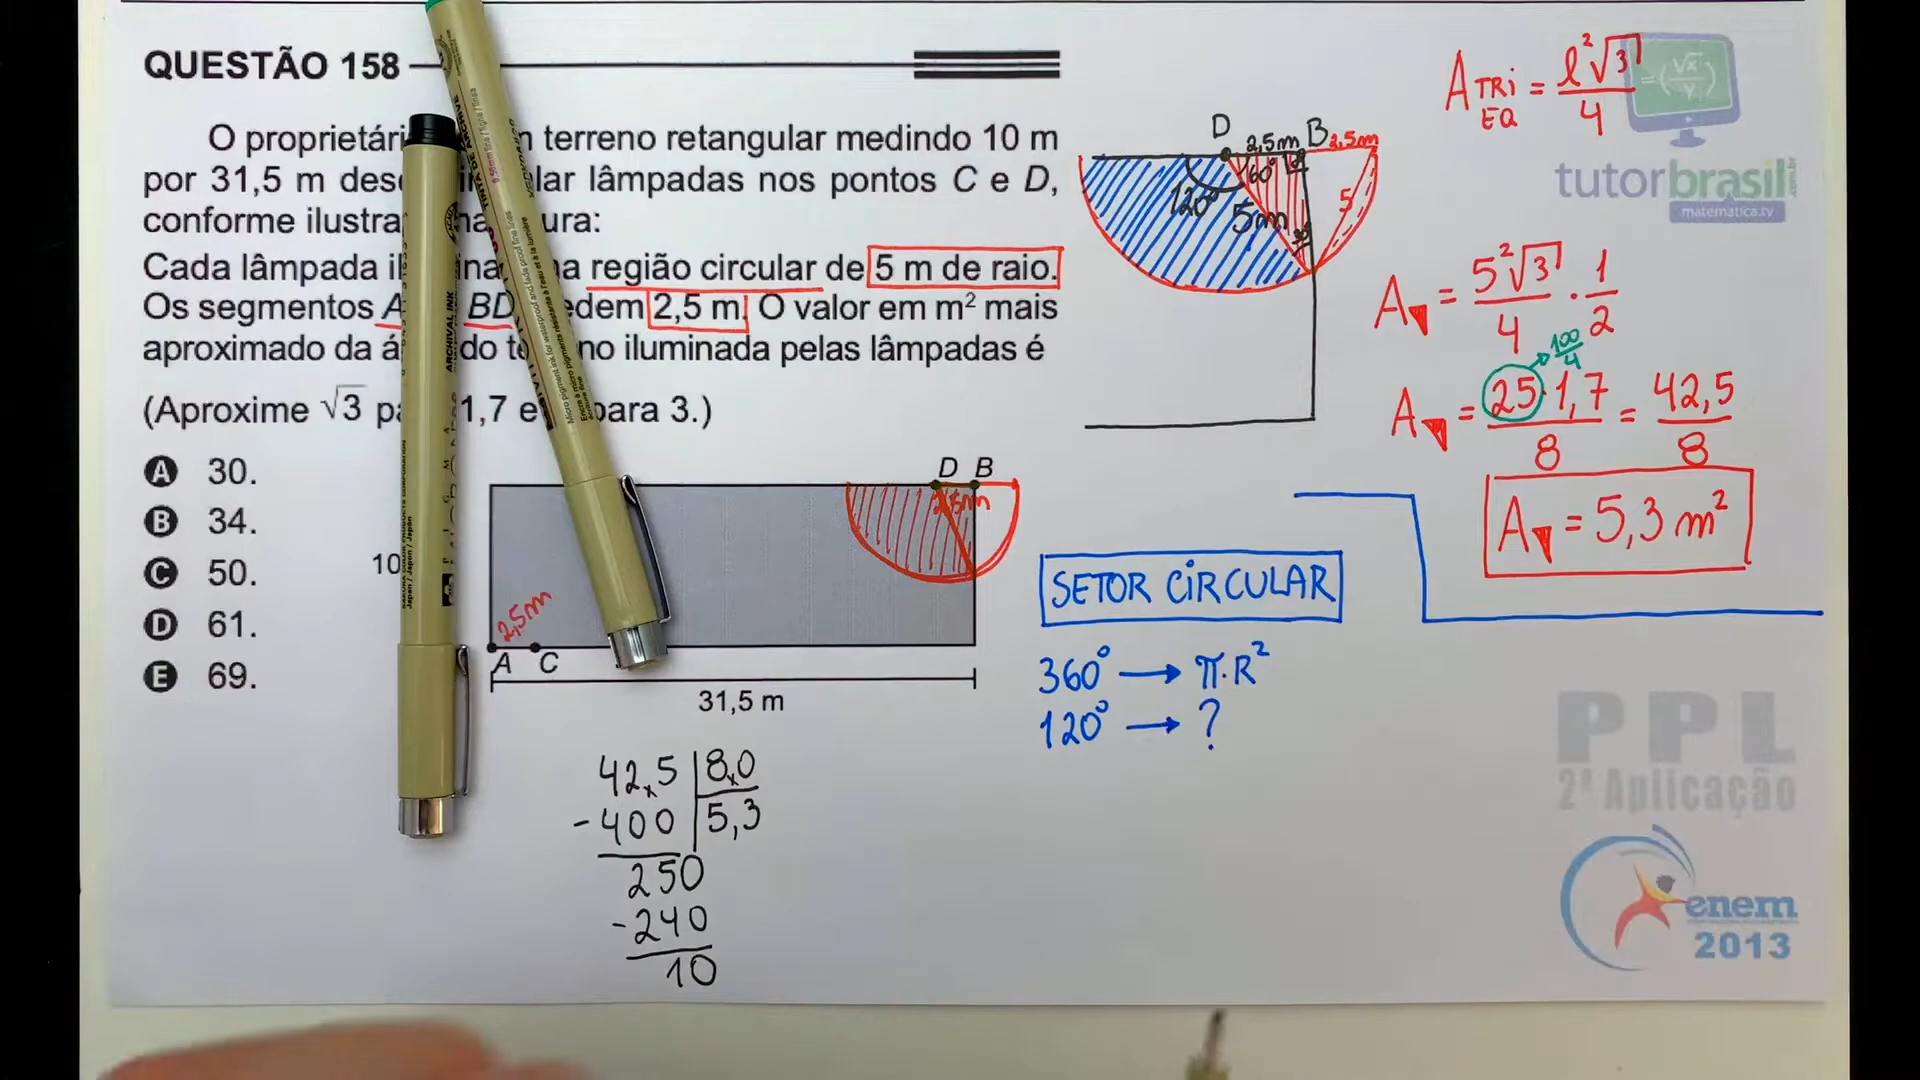 QUESTÃO 158
O proprietári terreno retangular medindo 10 m
por 31,5 m des lar lâmpadas nos pontos C e D,
conforme ilustra na ura:
Cada lâmpada il região circular de 5 m de raio.
Os segmentos A BD edem 2,5 m. O valor em m² mais
aproximado da á do te no iluminada pelas lâmpadas é
(Aproxime √3 pa 1,7 e para 3.)
A 30.
B 34.
C 50.
D 61.
E 69.
D B
2,5m
10
2,5m
A C
31,5 m
42,5 8,0
-400 5,3
250
-240
10
D 2,5m B 2,5m
120° 60° 5m 5
A TRI EQ = l²√3/4
tutorbrasil
matematica.tv
A = 5²√3/4 · 1/2
100/4
A = 25·1,7/8 = 42,5/8
A = 5,3 m²
SETOR CIRCULAR
360° → π.R²
120° → ?
PPL
2ª Aplicação
enem
2013